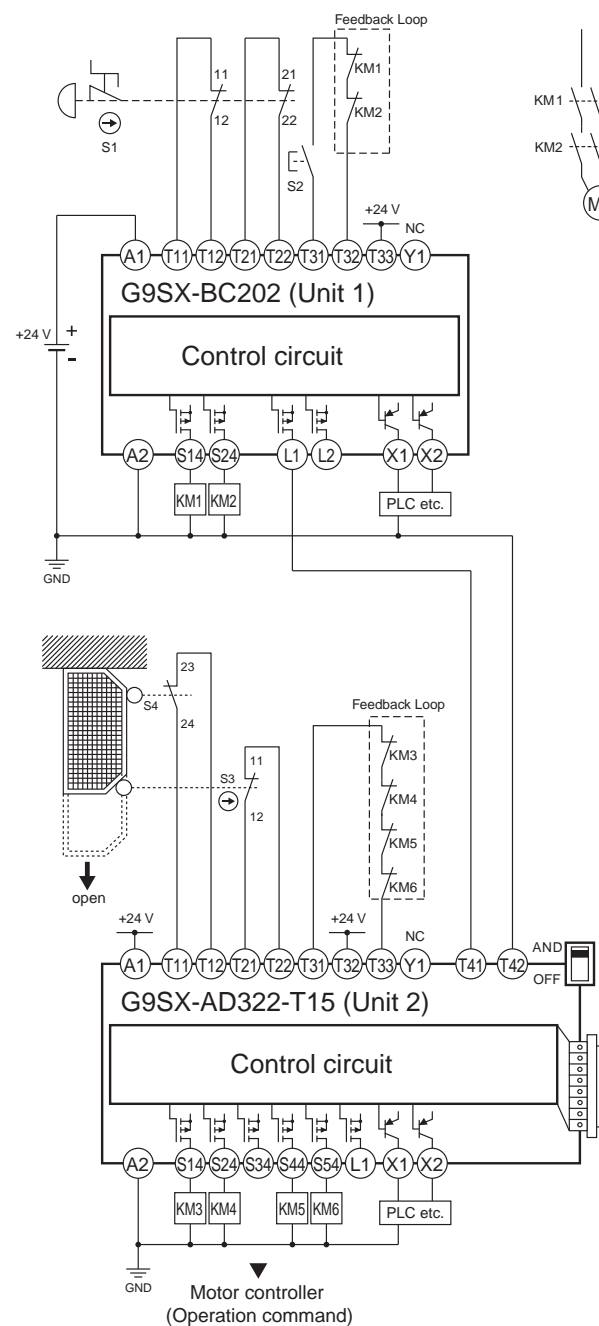 Feedback Loop
11
21
KM1
KM1
12
22
KM2
KM2
S1
S2
M
+24 V
NC
A1
T11
T12
T21
T22
T31
T32
T33
Y1
G9SX-BC202 (Unit 1)
+24 V
+
-
Control circuit
A2
S14
S24
L1
L2
X1
X2
KM1
KM2
PLC etc.
GND
23
S4
24
Feedback Loop
11
KM3
S3
12
KM4
KM5
KM6
open
+24 V
+24 V
NC
AND
OFF
A1
T11
T12
T21
T22
T31
T32
T33
Y1
T41
T42
G9SX-AD322-T15 (Unit 2)
Control circuit
A2
S14
S24
S34
S44
S54
L1
X1
X2
KM3
KM4
KM5
KM6
PLC etc.
GND
Motor controller
(Operation command)